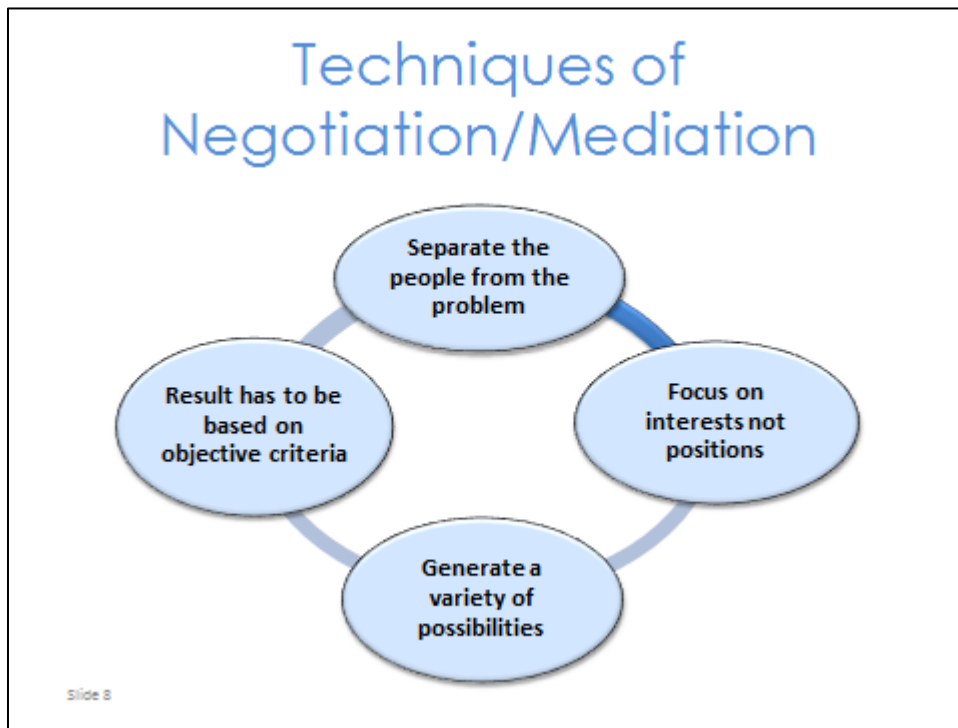 Techniques of
Negotiation/Mediation
Separate the
people from the
problem
Focus on
interests not
positions
Generate a
variety of
possibilities
Result has to be
based on
objective criteria
Slide 8